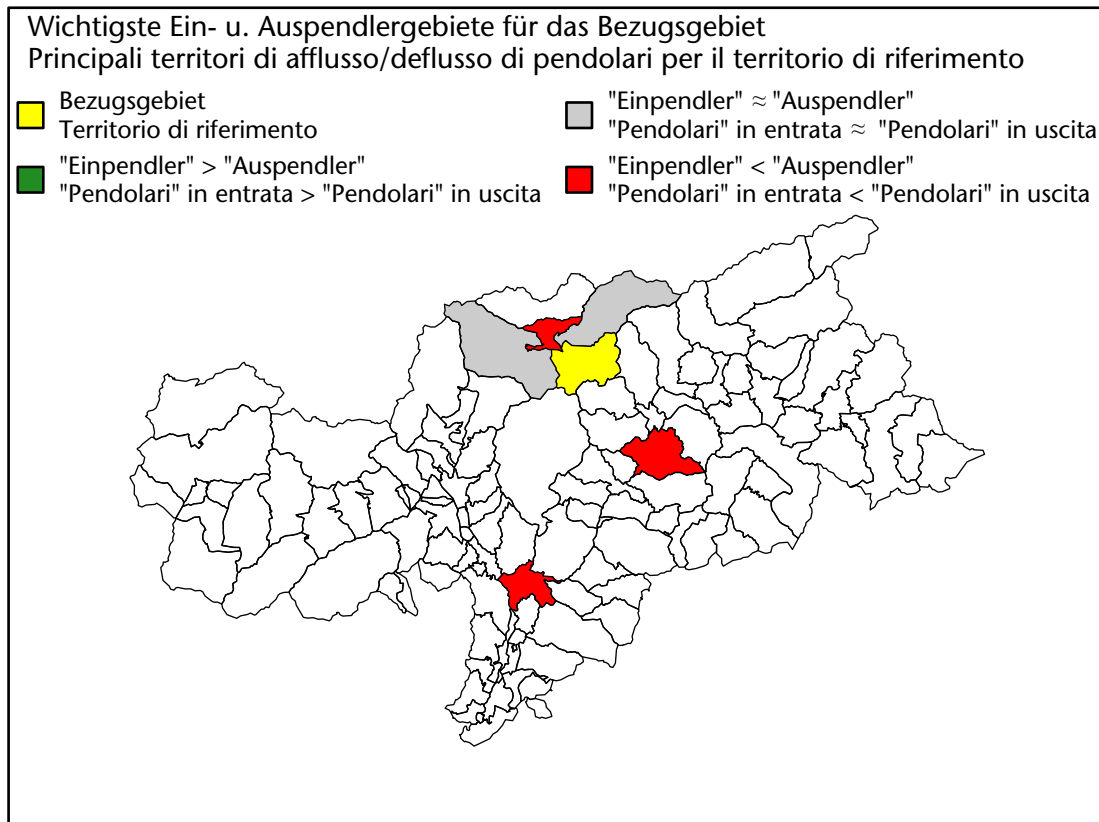 Wichtigste Ein- u. Auspendlergebiete für das Bezugsgebiet
Principali territori di afflusso/deflusso di pendolari per il territorio di riferimento
Bezugsgebiet
Territorio di riferimento
"Einpendler" > "Auspendler"
"Pendolari" in entrata > "Pendolari" in uscita
"Einpendler" ≈ "Auspendler"
"Pendolari" in entrata ≈ "Pendolari" in uscita
"Einpendler" < "Auspendler"
"Pendolari" in entrata < "Pendolari" in uscita